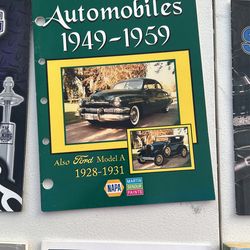 Automobiles
1949-1959
Also Ford Model A
1928-1931
NAPA
MARTIN
SENOUR
PAINTS